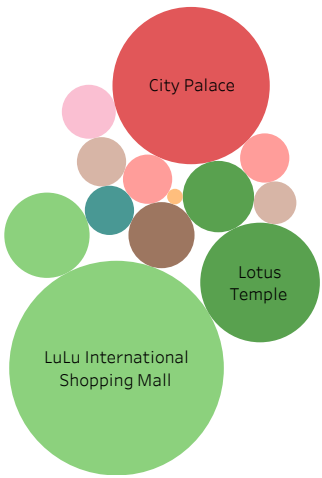 City Palace
Lotus
Temple
LuLu International
Shopping Mall